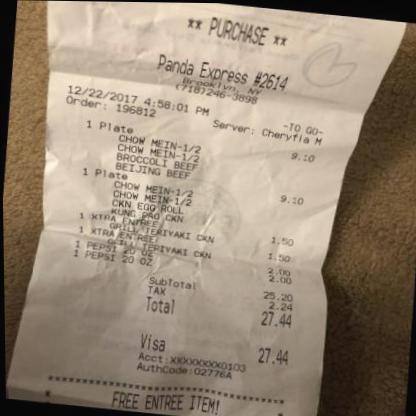 ** PURCHASE **
Panda Express #2614
Brooklyn, NY
(718)246-3898
12/22/2017 4:58:01 PM -TO GO-
Order: 196812 Server: Cheryfia M
1 Plate 9.10
CHOW MEIN-1/2
CHOW MEIN-1/2
BROCCOLI BEEF
BEIJING BEEF
1 Plate 9.10
CHOW MEIN-1/2
CHOW MEIN-1/2
CKN EGG ROLL
KUNG PAO CKN
1 XTRA ENTREE 1.50
GRILL TERIYAKI CKN
1 XTRA ENTREE 1.50
GRILL TERIYAKI CKN
1 PEPSI 20 OZ 2.00
1 PEPSI 20 OZ 2.00
SubTotal 25.20
TAX 2.24
Total 27.44
Visa 27.44
Acct:XXXXXXXX0103
AuthCode:02776A
FREE ENTREE ITEM!